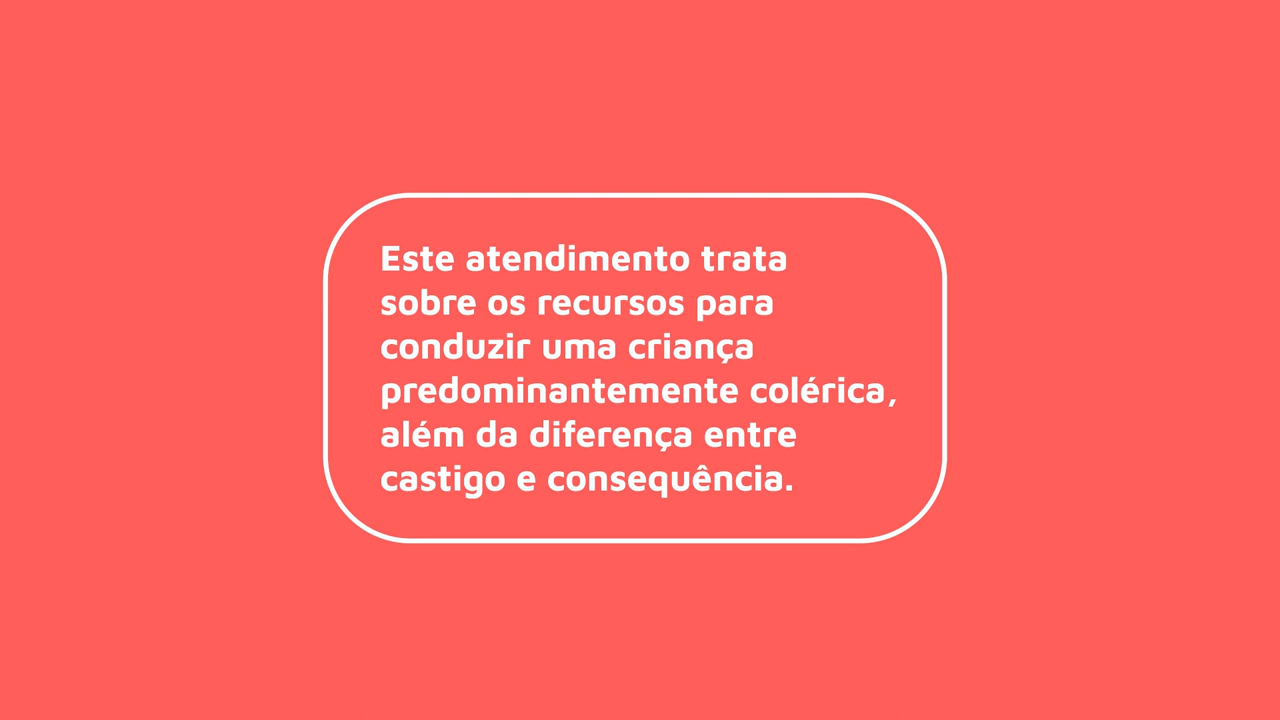 Este atendimento trata
sobre os recursos para
conduzir uma criança
predominantemente colérica,
além da diferença entre
castigo e consequência.